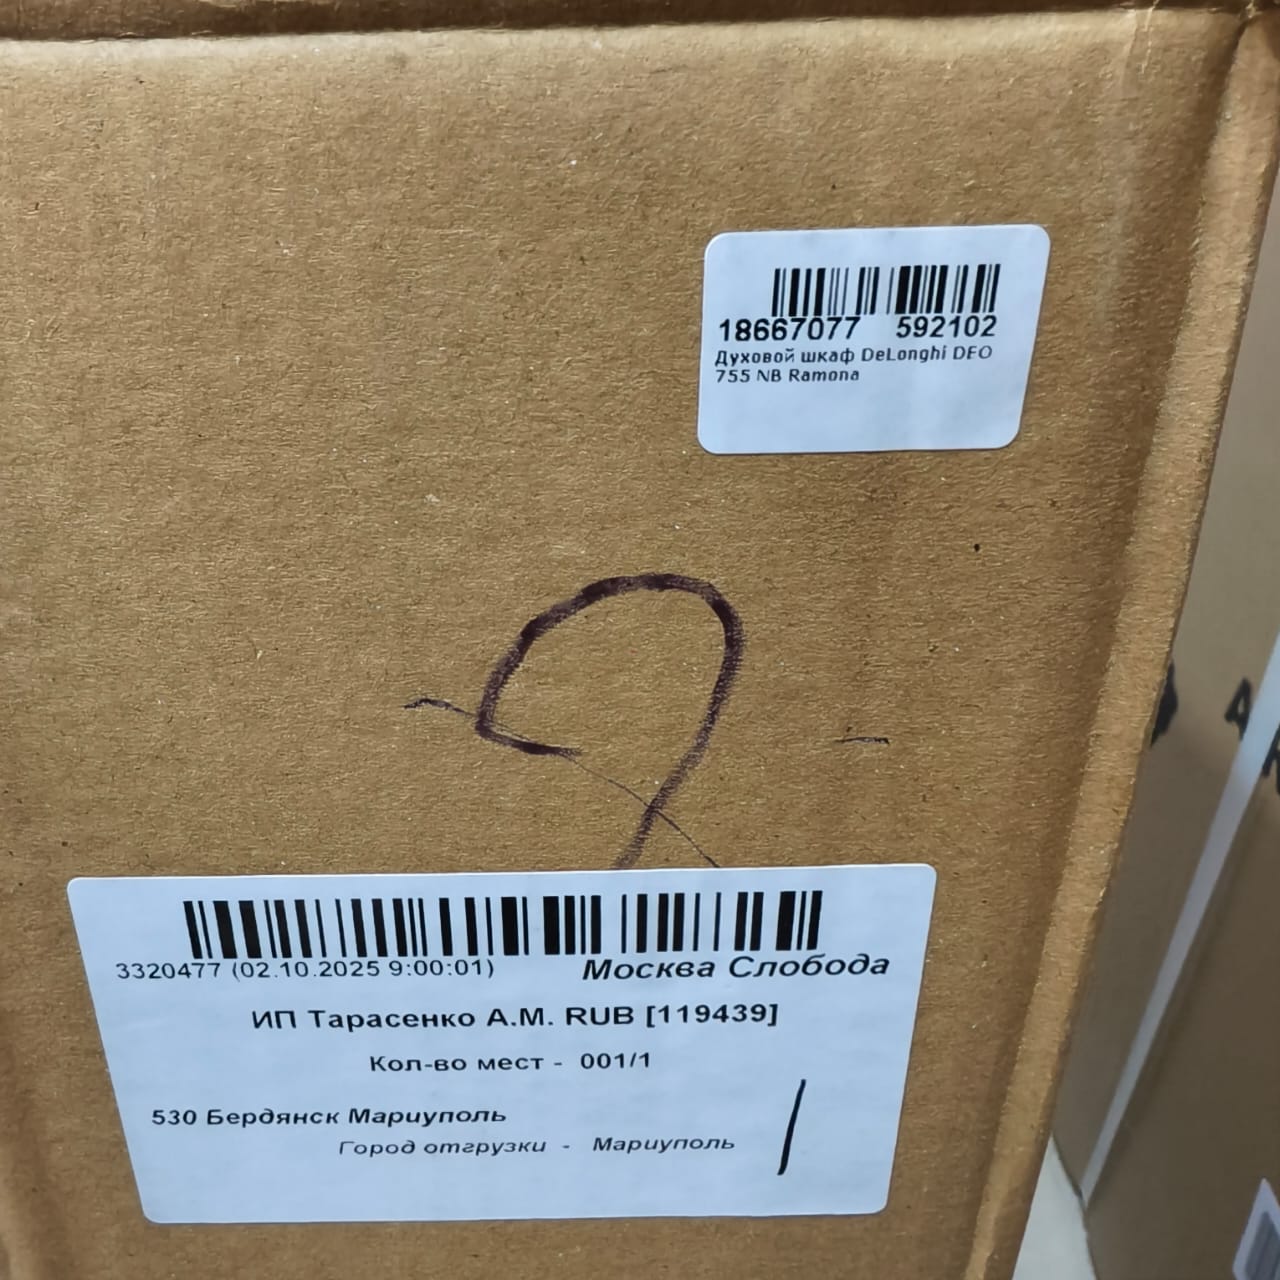 18667077 592102
Духовой шкаф DeLonghi DFO
755 NB Ramona
3320477 (02.10.2025 9:00:01) Москва Слобода
ИП Тарасенко А.М. RUB [119439]
Кол-во мест - 001/1
530 Бердянск Мариуполь
Город отгрузки - Мариуполь